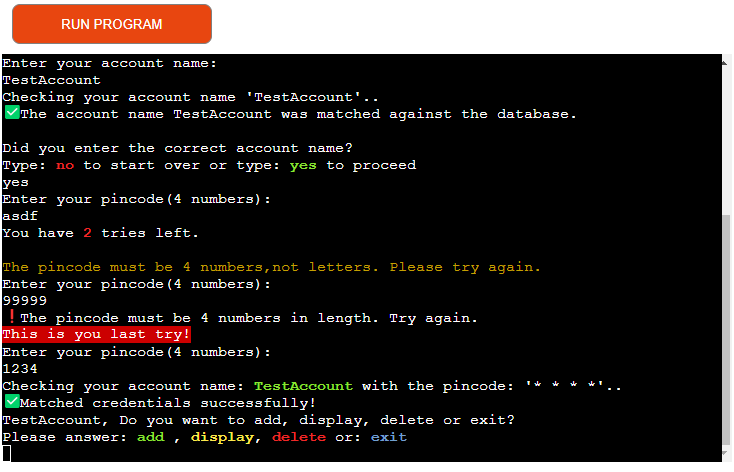 RUN PROGRAM
Enter your account name:
TestAccount
Checking your account name 'TestAccount'..
✅The account name TestAccount was matched against the database.
Did you enter the correct account name?
Type: no to start over or type: yes to proceed
yes
Enter your pincode(4 numbers):
asdf
You have 2 tries left.
The pincode must be 4 numbers,not letters. Please try again.
Enter your pincode(4 numbers):
99999
❗The pincode must be 4 numbers in length. Try again.
This is you last try!
Enter your pincode(4 numbers):
1234
Checking your account name: TestAccount with the pincode: '* * * *'..
✅Matched credentials successfully!
TestAccount, Do you want to add, display, delete or exit?
Please answer: add , display, delete or: exit